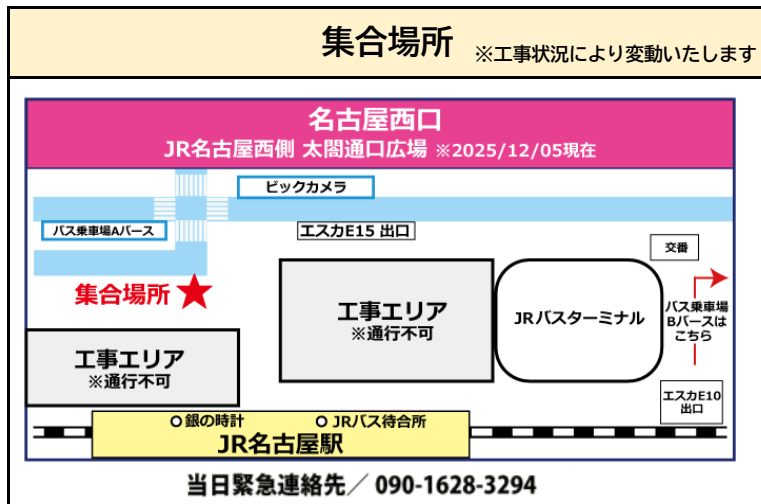 集合場所 ※工事状況により変動いたします
名古屋西口
JR名古屋西側 太閤通口広場 ※2025/12/05現在
ビックカメラ
バス乗車場Aバース
エスカE15 出口
交番
集合場所
工事エリア
※通行不可
JRバスターミナル
バス乗車場
Bバースは
こちら
工事エリア
※通行不可
エスカE10
出口
銀の時計
JRバス待合所
JR名古屋駅
当日緊急連絡先／ 090-1628-3294